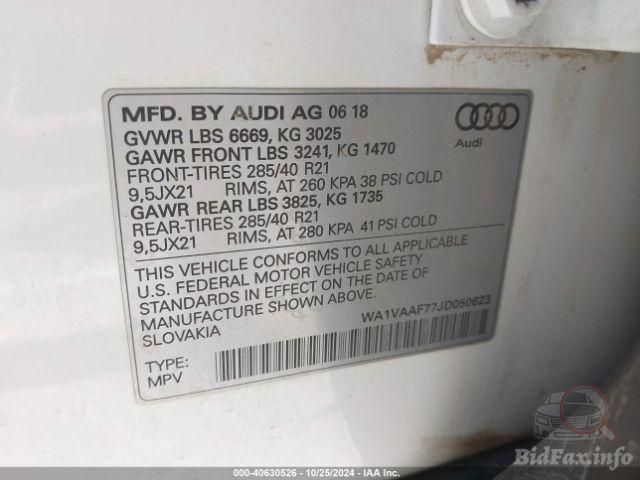 MFD. BY AUDI AG 06 18
GVWR LBS 6669, KG 3025
GAWR FRONT LBS 3241, KG 1470
FRONT-TIRES 285/40 R21
9,5JX21 RIMS, AT 260 KPA 38 PSI COLD
GAWR REAR LBS 3825, KG 1735
REAR-TIRES 285/40 R21
9,5JX21 RIMS, AT 280 KPA 41 PSI COLD
Audi
THIS VEHICLE CONFORMS TO ALL APPLICABLE
U.S. FEDERAL MOTOR VEHICLE SAFETY
STANDARDS IN EFFECT ON THE DATE OF
MANUFACTURE SHOWN ABOVE.
SLOVAKIA
WA1VAAF77JD050623
TYPE:
MPV
BidFax.info
000-40630526 - 10/25/2024 - IAA Inc.